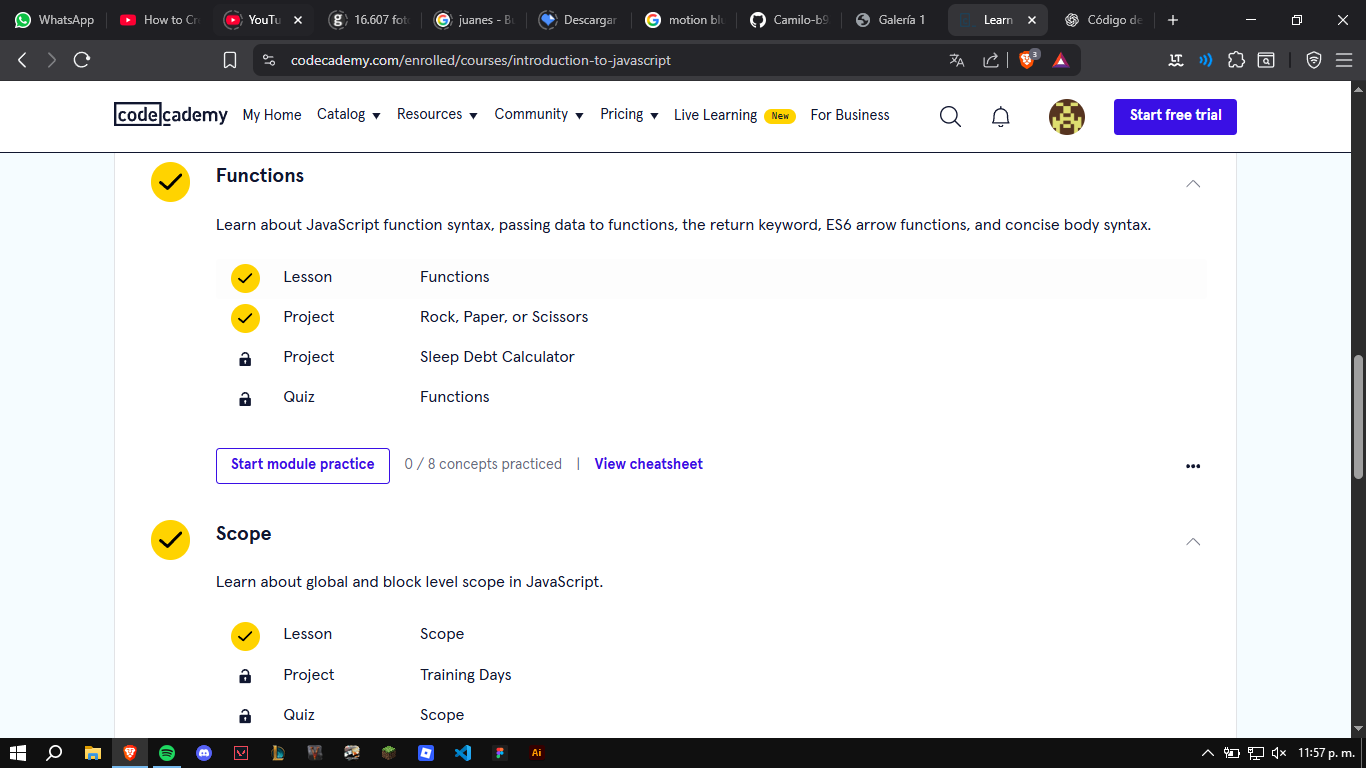 WhatsApp
How to Cr
YouTu
16.607 fot
juanes - B
Descargar
motion blu
Camilo-b9
Galería 1
Learn
Código de
codecademy.com/enrolled/courses/introduction-to-javascript
3
codecademy
My Home
Catalog
Resources
Community
Pricing
Live Learning New
For Business
Start free trial
Functions
Learn about JavaScript function syntax, passing data to functions, the return keyword, ES6 arrow functions, and concise body syntax.
Lesson Functions
Project Rock, Paper, or Scissors
Project Sleep Debt Calculator
Quiz Functions
Start module practice 0 / 8 concepts practiced | View cheatsheet
Scope
Learn about global and block level scope in JavaScript.
Lesson Scope
Project Training Days
Quiz Scope
Ai
11:57 p. m.